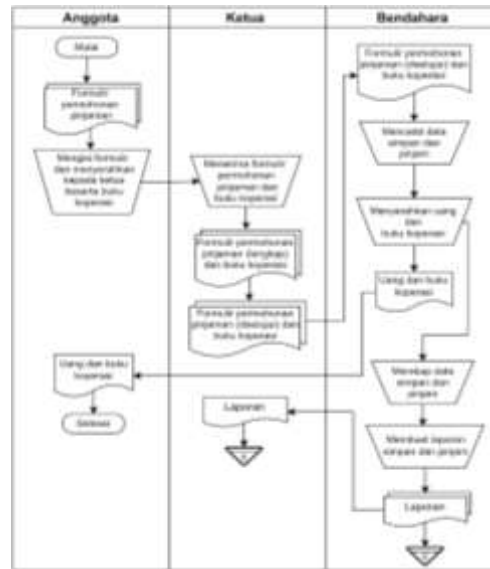 Anggota
Ketua
Bendahara
Mulai
Formulir
permohonan
pinjaman
Mengisi formulir
dan menyerahkan
kepada ketua
beserta buku
koperasi
Menerima formulir
permohonan
pinjaman dan
buku koperasi
Formulir permohonan
pinjaman (lengkap)
dan buku koperasi
Formulir permohonan
pinjaman (disetujui) dan
buku koperasi
Formulir permohonan
pinjaman (disetujui) dan
buku koperasi
Mencatat data
simpan dan
pinjam
Menyerahkan uang
dan
buku koperasi
Uang dan buku
koperasi
Uang dan buku
koperasi
Selesai
Merekap data
simpan dan
pinjam
Membuat laporan
simpan dan pinjam
Laporan
Laporan